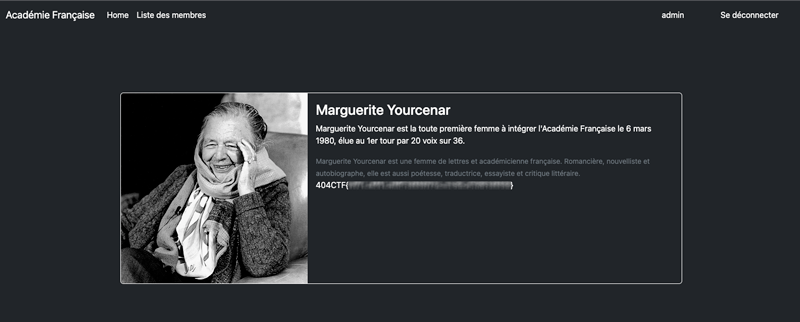 Académie Française Home Liste des membres admin Se déconnecter
Marguerite Yourcenar
Marguerite Yourcenar est la toute première femme à intégrer l'Académie Française le 6 mars
1980, élue au 1er tour par 20 voix sur 36.
Marguerite Yourcenar est une femme de lettres et académicienne française. Romancière, nouvelliste et
autobiographe, elle est aussi poétesse, traductrice, essayiste et critique littéraire.
404CTF{ }